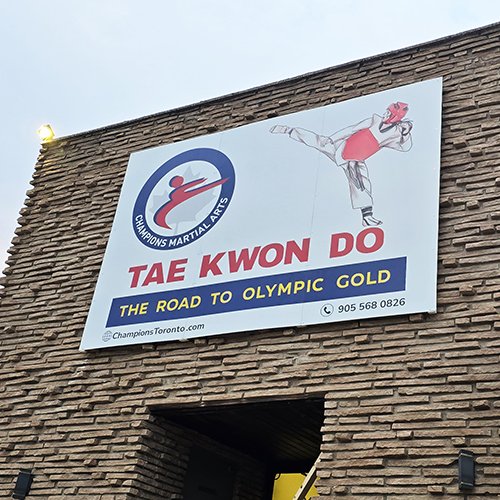 CHAMPIONS MARTIAL ARTS
TAE KWON DO
THE ROAD TO OLYMPIC GOLD
ChampionsToronto.com
905 568 0826